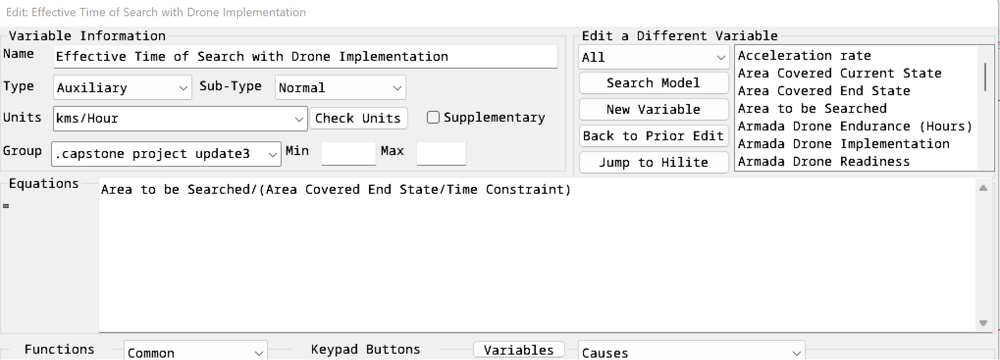 Edit: Effective Time of Search with Drone Implementation
Variable Information
Name Effective Time of Search with Drone Implementation
Type Auxiliary Sub-Type Normal
Units kms/Hour Check Units Supplementary
Group .capstone project update3 Min Max
Edit a Different Variable
All
Search Model
New Variable
Back to Prior Edit
Jump to Hilite
Acceleration rate
Area Covered Current State
Area Covered End State
Area to be Searched
Armada Drone Endurance (Hours)
Armada Drone Implementation
Armada Drone Readiness
Equations
=
Area to be Searched/(Area Covered End State/Time Constraint)
Functions Common Keypad Buttons Variables Causes